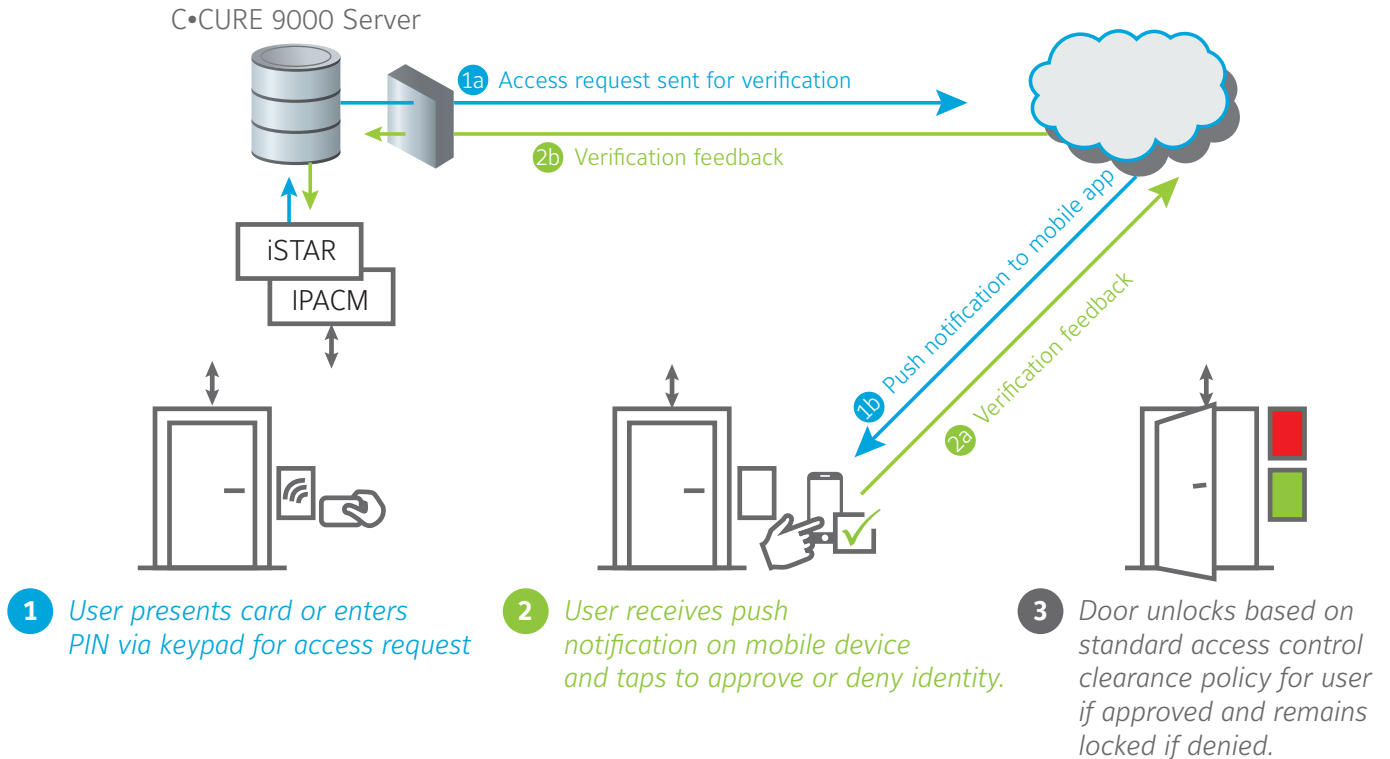 C•CURE 9000 Server
1a Access request sent for verification
2b Verification feedback
iSTAR
IPACM
1b Push notification to mobile app
2a Verification feedback
1 User presents card or enters
PIN via keypad for access request
2 User receives push
notification on mobile device
and taps to approve or deny identity.
3 Door unlocks based on
standard access control
clearance policy for user
if approved and remains
locked if denied.